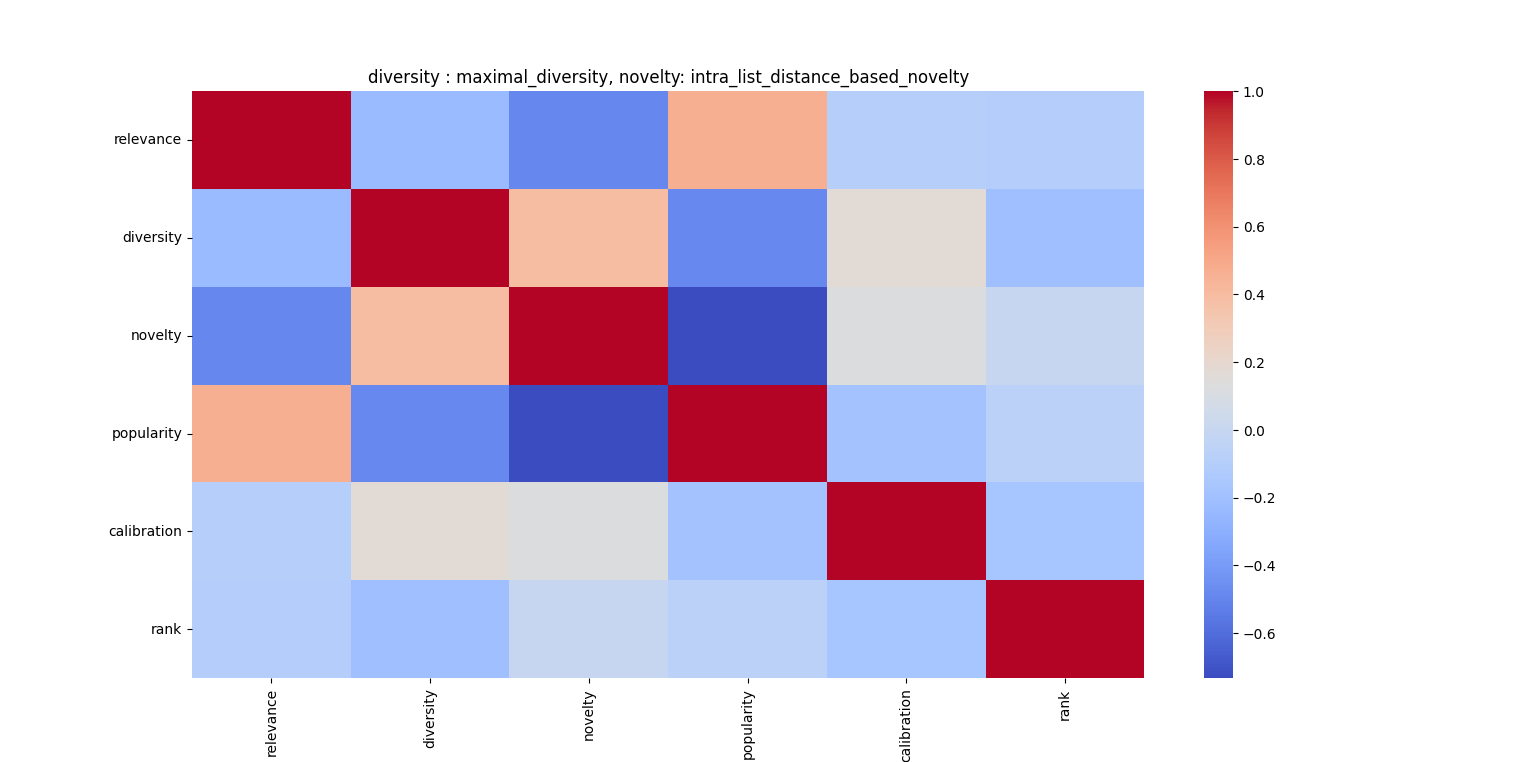 diversity : maximal_diversity, novelty: intra_list_distance_based_novelty
relevance
diversity
novelty
popularity
calibration
rank
relevance
diversity
novelty
popularity
calibration
rank
1.0
0.8
0.6
0.4
0.2
0.0
−0.2
−0.4
−0.6